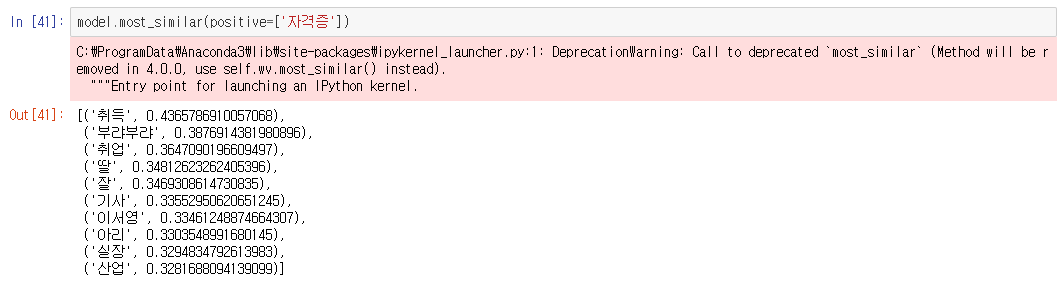 In [41]: model.most_similar(positive=['자격증'])
C:₩ProgramData₩Anaconda3₩lib₩site-packages₩ipykernel_launcher.py:1: DeprecationWarning: Call to deprecated `most_similar` (Method will be r
emoved in 4.0.0, use self.wv.most_similar() instead).
"""Entry point for launching an IPython kernel.
Out[41]: [('취득', 0.4365786910057068),
('부랴부랴', 0.3876914381980896),
('취업', 0.3647090196609497),
('딸', 0.34812623262405396),
('잘', 0.3469308614730835),
('기사', 0.33552950620651245),
('이서영', 0.33461248874664307),
('아리', 0.3303548991680145),
('실장', 0.3294834792613983),
('산업', 0.3281688094139099)]